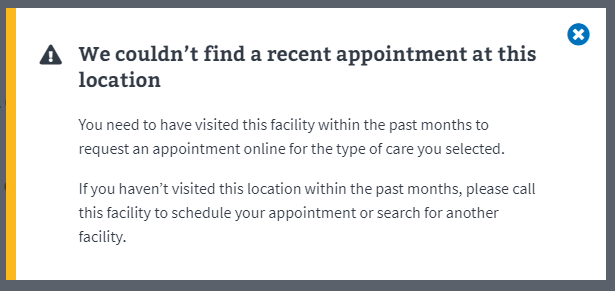 We couldn’t find a recent appointment at this
location
You need to have visited this facility within the past months to
request an appointment online for the type of care you selected.
If you haven’t visited this location within the past months, please call
this facility to schedule your appointment or search for another
facility.